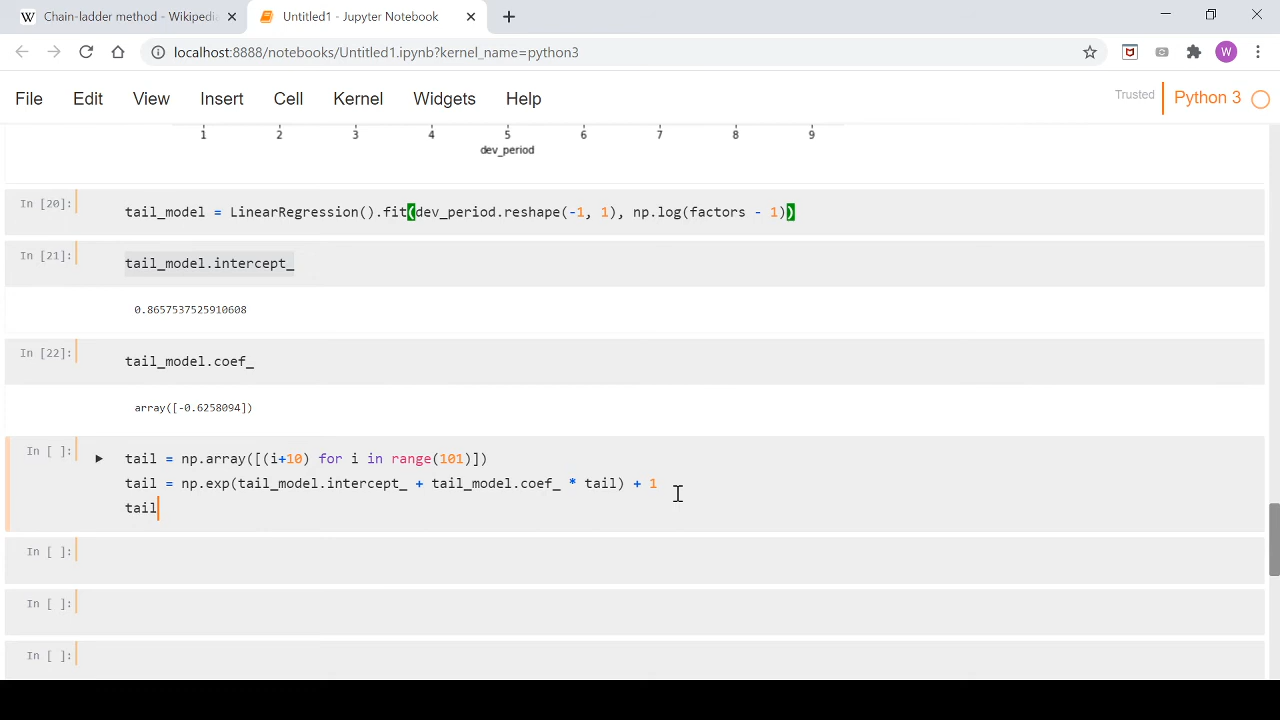 Chain-ladder method - Wikipedi
Untitled1 - Jupyter Notebook
localhost:8888/notebooks/Untitled1.ipynb?kernel_name=python3
W
File Edit View Insert Cell Kernel Widgets Help
Trusted
Python 3
1 2 3 4 5 6 7 8 9
dev_period
In [20]:
tail_model = LinearRegression().fit(dev_period.reshape(-1, 1), np.log(factors - 1))
In [21]:
tail_model.intercept_
0.8657537525910608
In [22]:
tail_model.coef_
array([-0.6258094])
In [ ]:
tail = np.array([(i+10) for i in range(101)])
tail = np.exp(tail_model.intercept_ + tail_model.coef_ * tail) + 1
tail
In [ ]:
In [ ]:
In [ ]: